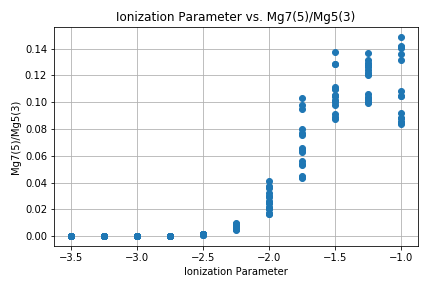 Ionization Parameter vs. Mg7(5)/Mg5(3)
Mg7(5)/Mg5(3)
0.14
0.12
0.10
0.08
0.06
0.04
0.02
0.00
−3.5 −3.0 −2.5 −2.0 −1.5 −1.0
Ionization Parameter